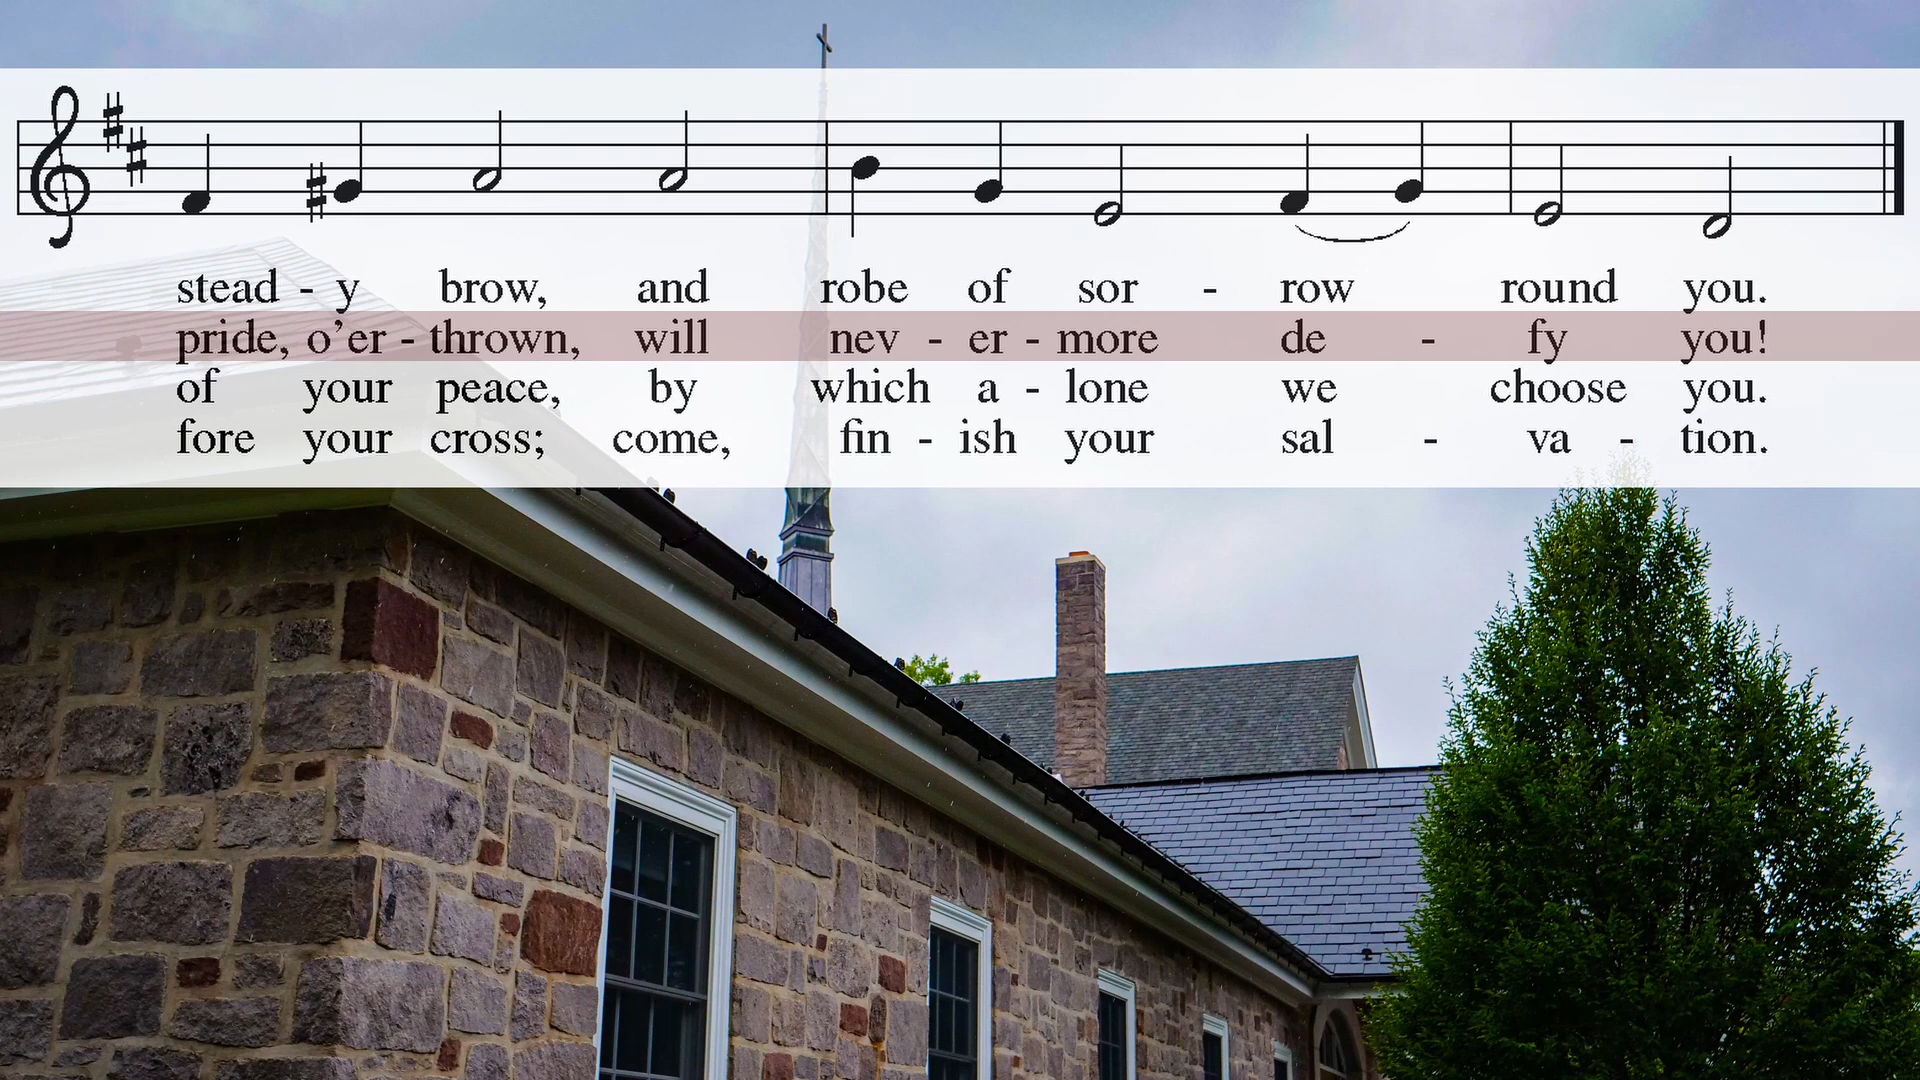 stead - y brow, and robe of sor - row round you.
pride, o'er - thrown, will nev - er - more de - fy you!
of your peace, by which a - lone we choose you.
fore your cross; come, fin - ish your sal - va - tion.